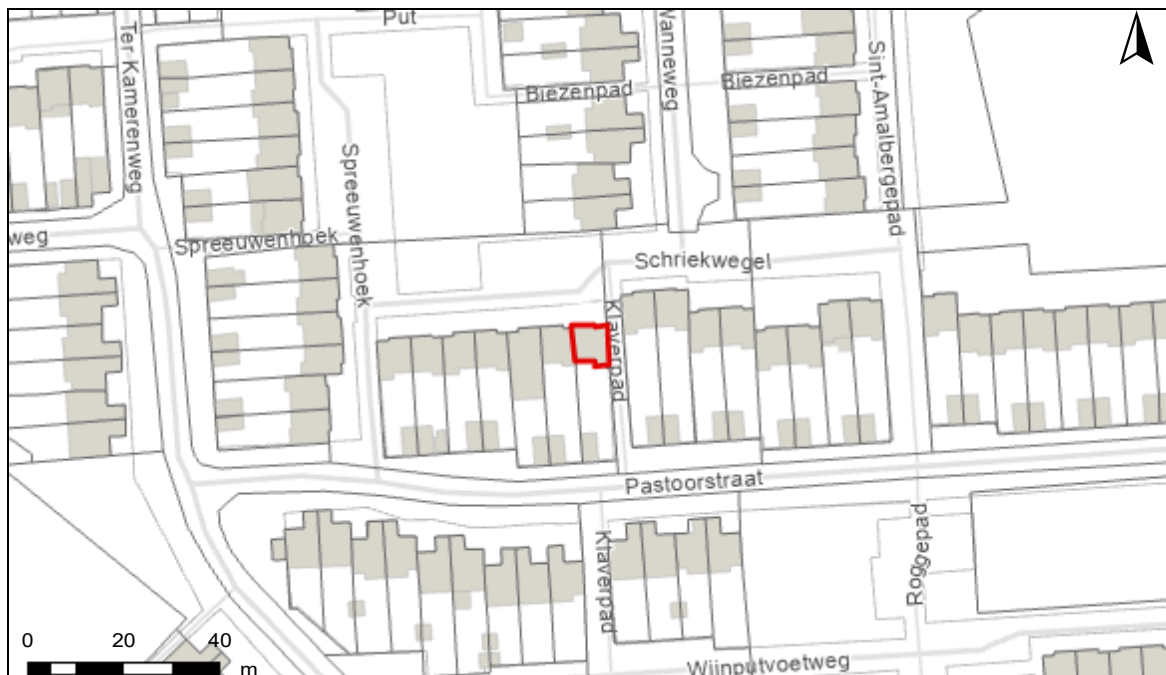 Put
Ter Kamerenweg
Wanneweg
Biezenpad
Biezenpad
Sint-Amalbergepad
Spreeuwenhoek
weg
Spreeuwenhoek
Schriekwegel
Klaverpad
Pastoorstraat
Klaverpad
Roggepad
Wijnputvoetweg
0 20 40
m